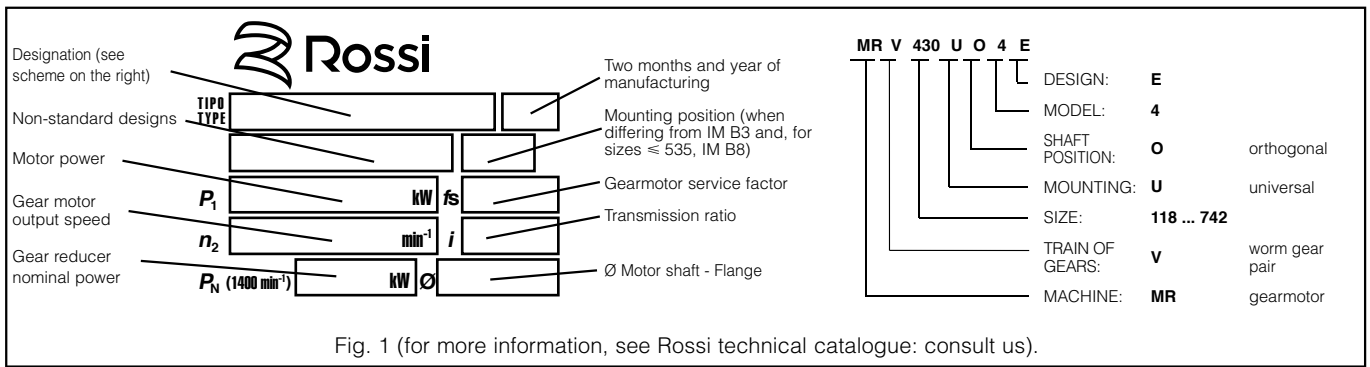 Rossi
Designation (see
scheme on the right)
Non-standard designs
Motor power
Gear motor
output speed
Gear reducer
nominal power
TIPO
TYPE
P1 kW fs
n2 min-1 i
PN (1400 min-1) kW Ø
Two months and year of
manufacturing
Mounting position (when
differing from IM B3 and, for
sizes ⩽ 535, IM B8)
Gearmotor service factor
Transmission ratio
Ø Motor shaft - Flange
MR V 430 U O 4 E
DESIGN: E
MODEL: 4
SHAFT
POSITION: O orthogonal
MOUNTING: U universal
SIZE: 118 ... 742
TRAIN OF
GEARS: V worm gear
pair
MACHINE: MR gearmotor
Fig. 1 (for more information, see Rossi technical catalogue: consult us).